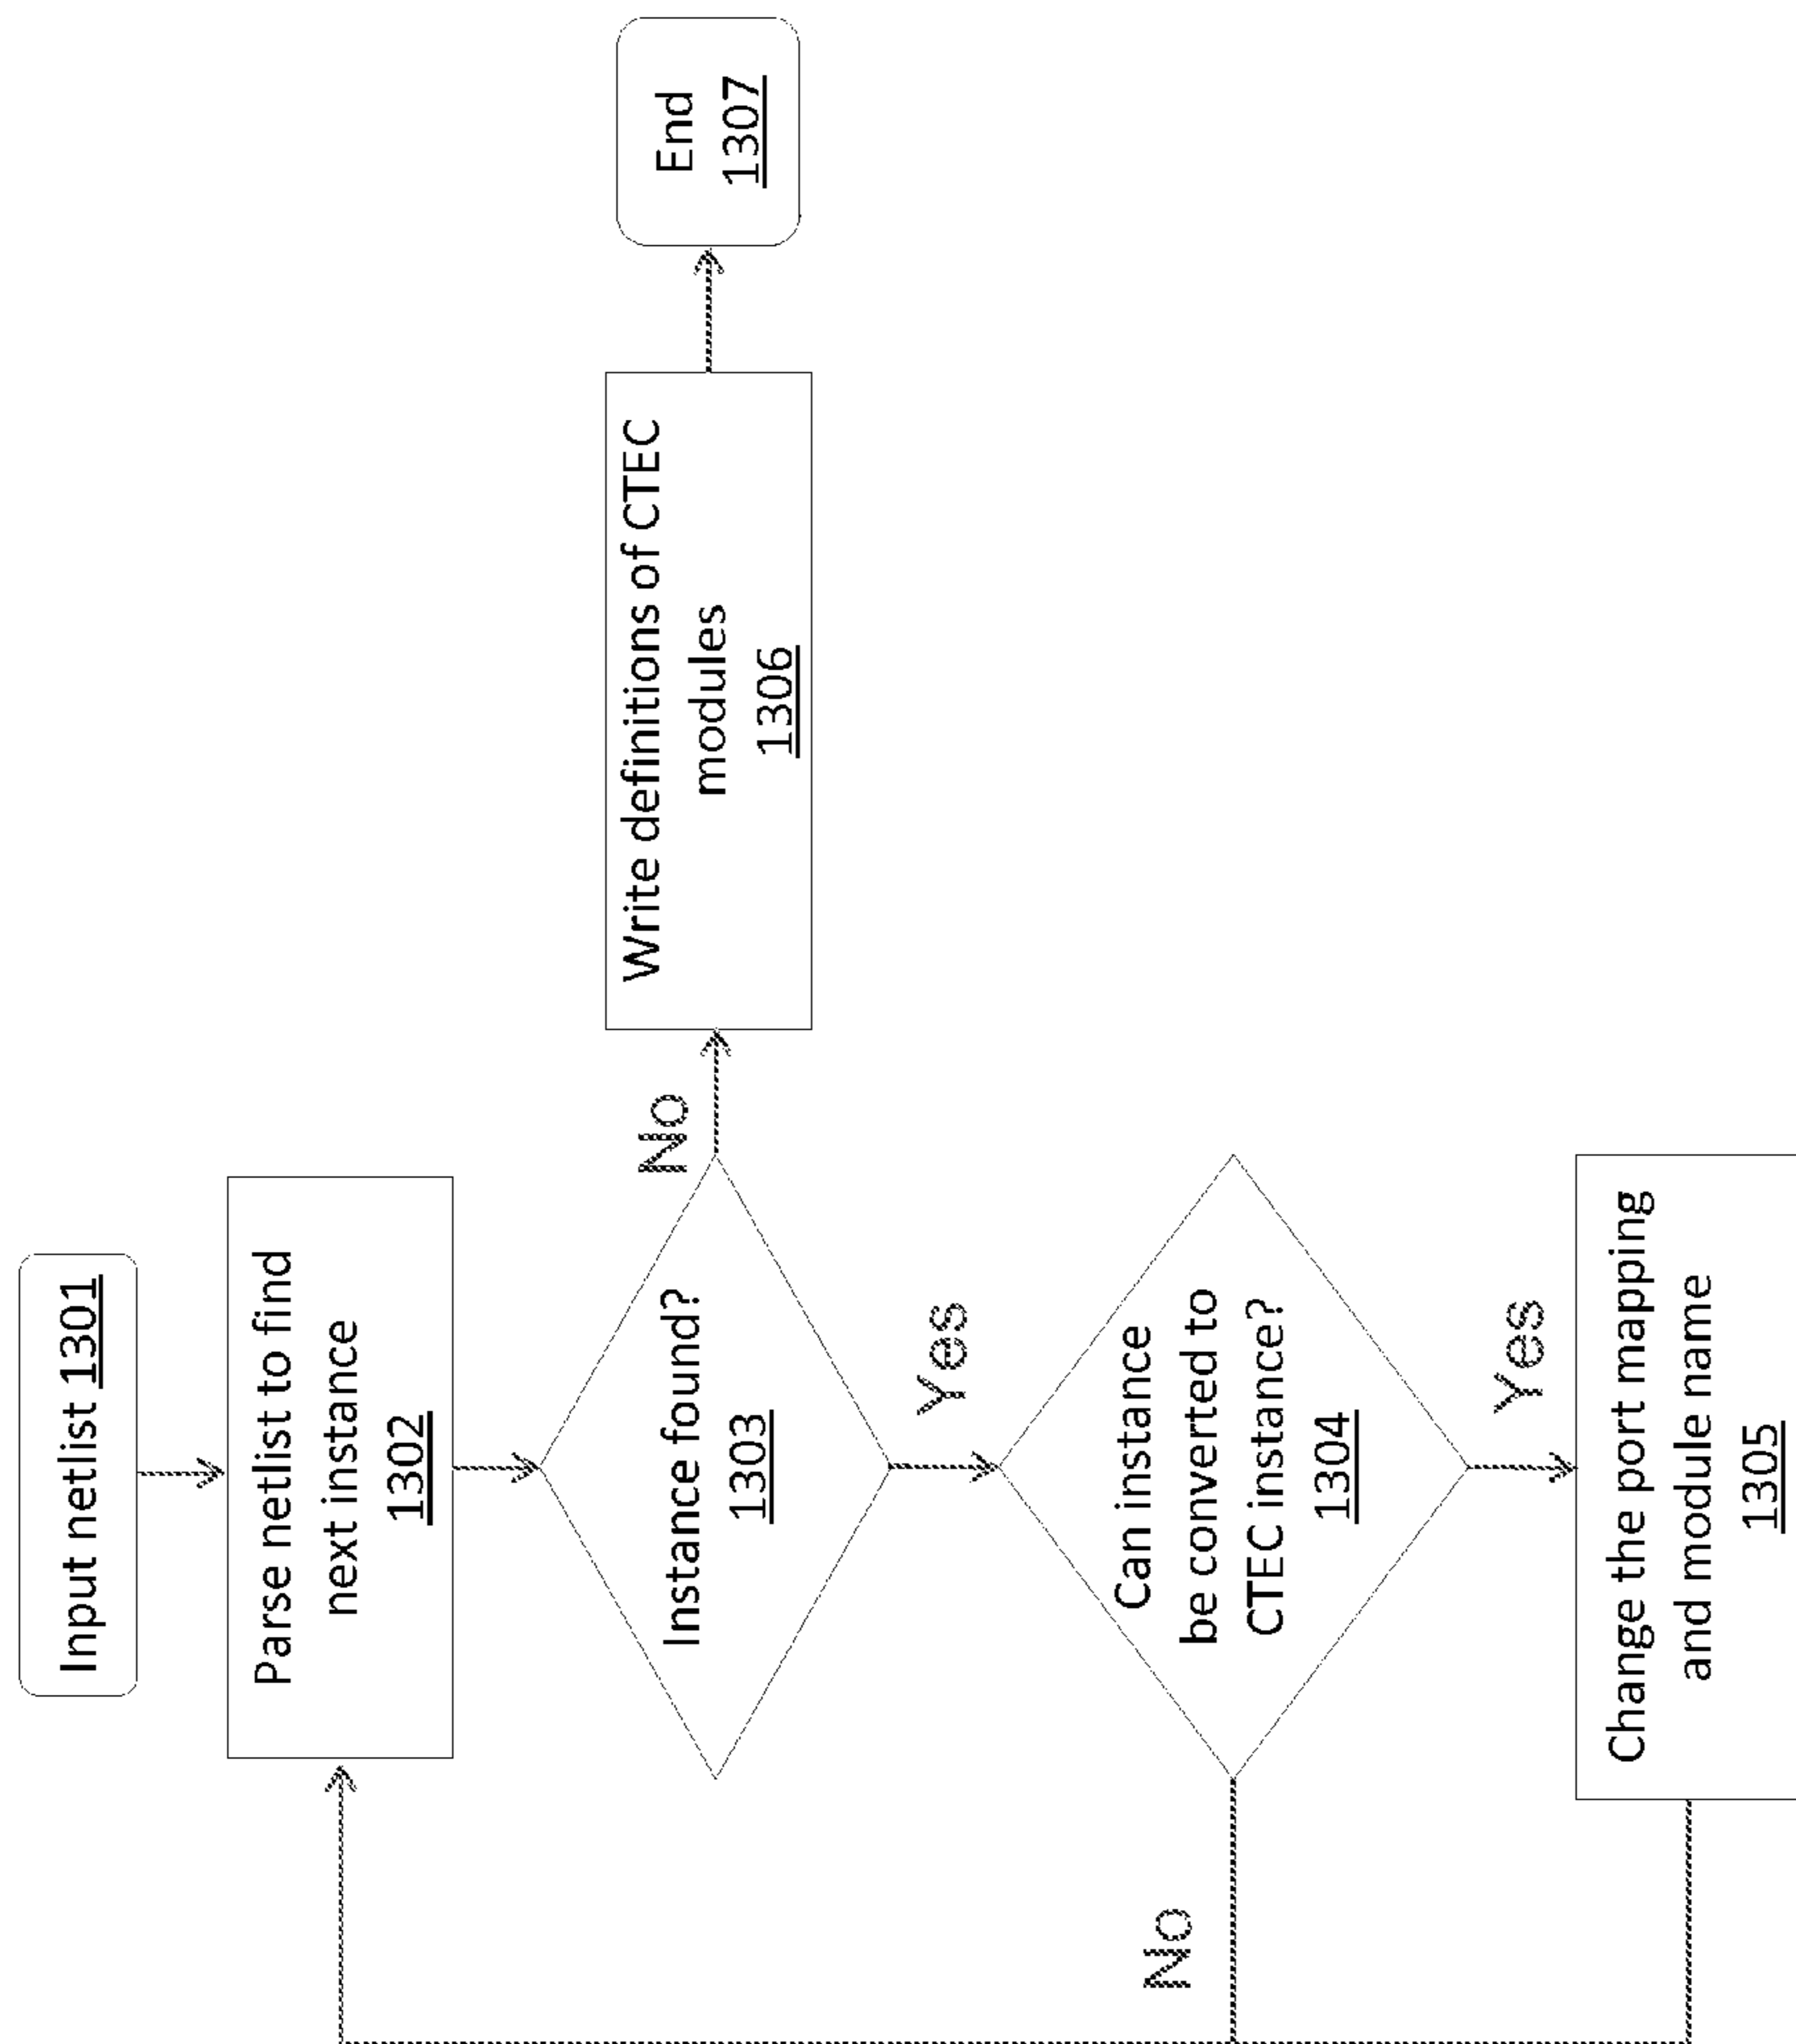 Input netlist 1301
Parse netlist to find
next instance
1302
Instance found?
1303
No
Write definitions of CTEC
modules
1306
End
1307
Yes
Can instance
be converted to
CTEC instance?
1304
No
Yes
Change the port mapping
and module name
1305